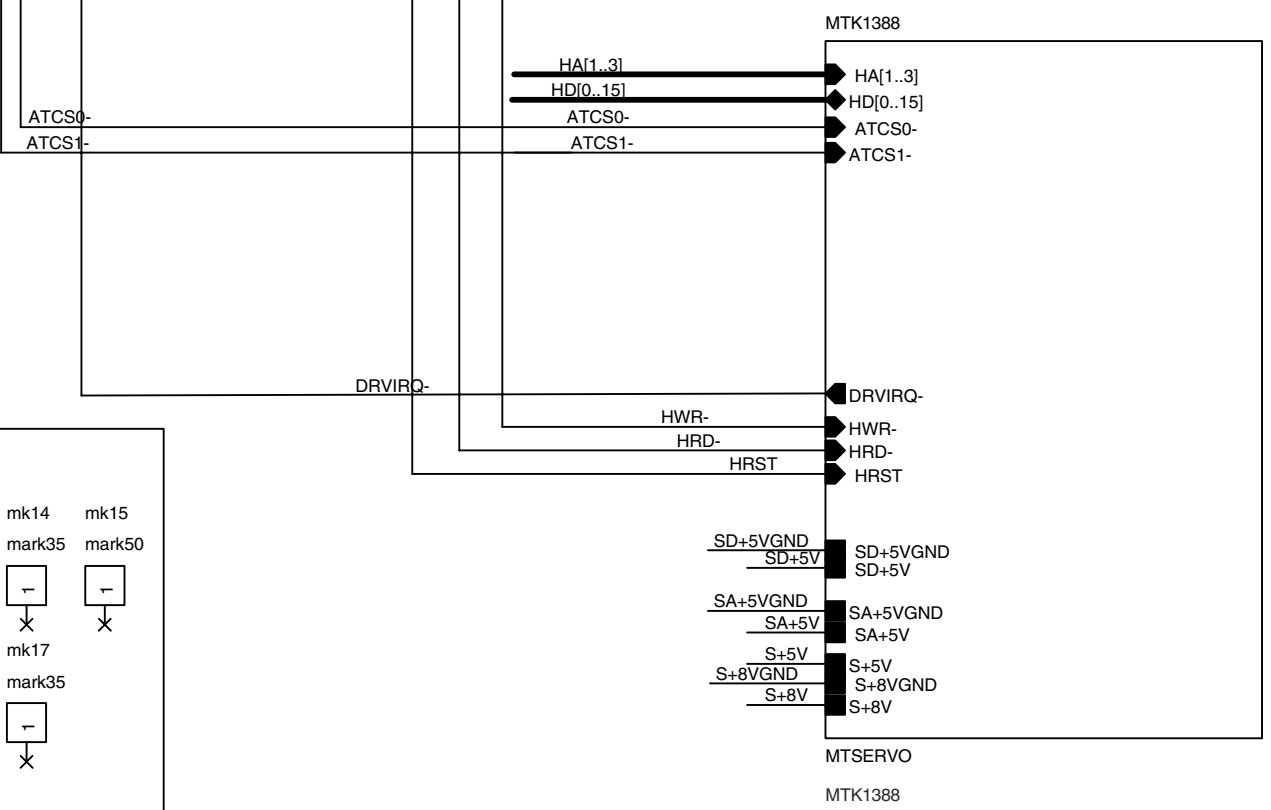 MTK1388
HA[1..3]
HA[1..3]
HD[0..15]
HD[0..15]
ATCS0-
ATCS0-
ATCS0-
ATCS1-
ATCS1-
ATCS1-
DRVIRQ-
DRVIRQ-
HWR-
HWR-
HRD-
HRD-
HRST
HRST
mk14 mk15
mark35 mark50
1 1
mk17
mark35
1
SD+5VGND
SD+5VGND
SD+5V
SD+5V
SA+5VGND
SA+5VGND
SA+5V
SA+5V
S+5V
S+5V
S+8VGND
S+8VGND
S+8V
S+8V
MTSERVO
MTK1388